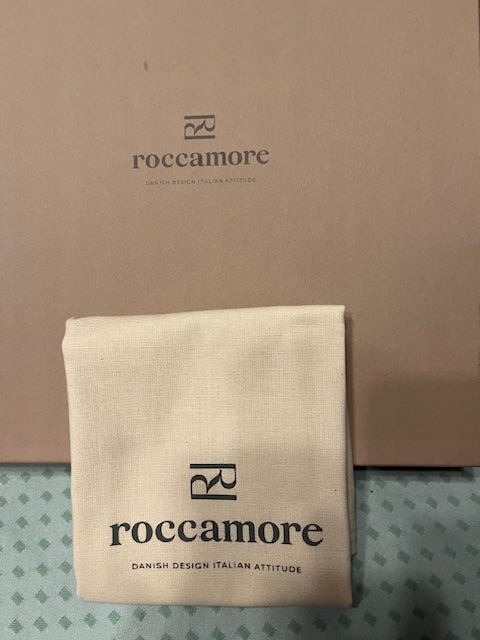 roccamore
DANISH DESIGN ITALIAN ATTITUDE
roccamore
DANISH DESIGN ITALIAN ATTITUDE